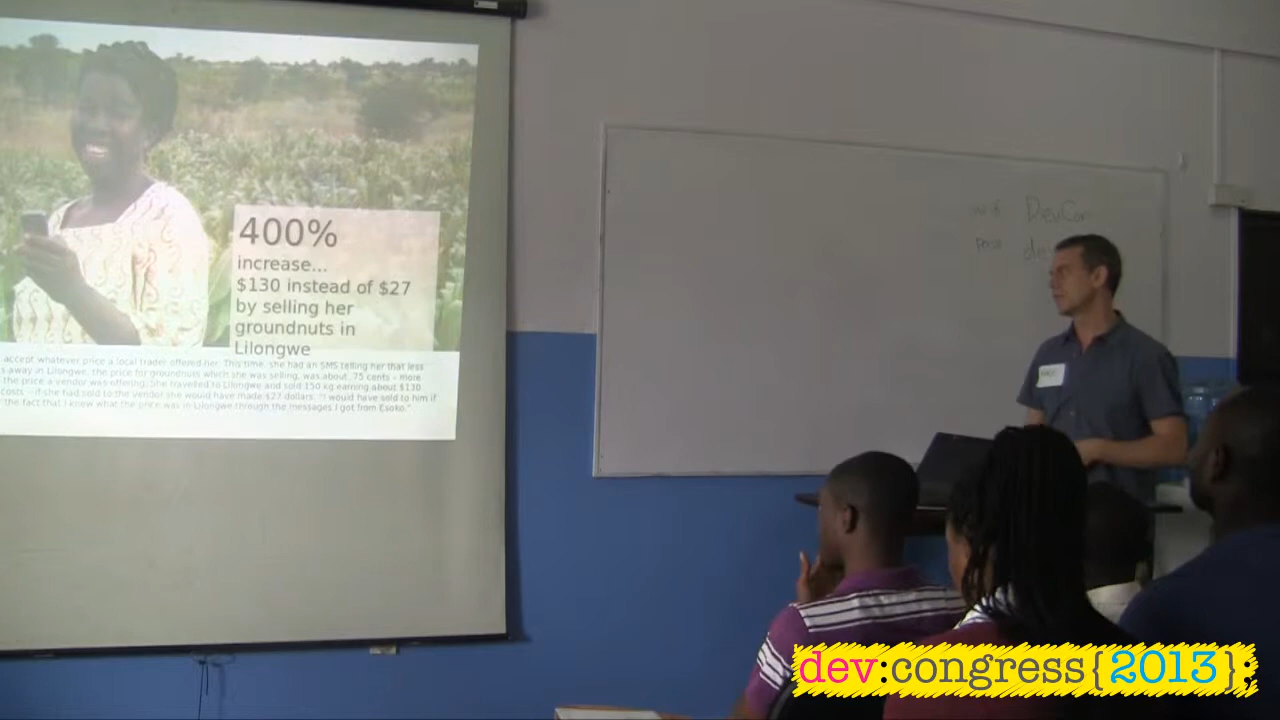 400%
increase...
$130 instead of $27
by selling her
groundnuts in
Lilongwe
accept whatever price a local trader offered her. This time, she had an SMS telling her that less
s away in Lilongwe, the price for groundnuts which she was selling, was about .75 cents – more
the price a vendor was offering. She travelled to Lilongwe and sold 150 kg earning about $130
costs --if she had sold to the vendor she would have made $27 dollars. "I would have sold to him if
the fact that I knew what the price was in Lilongwe through the messages I got from Esoko."
DevCo
dev:congress{2013};